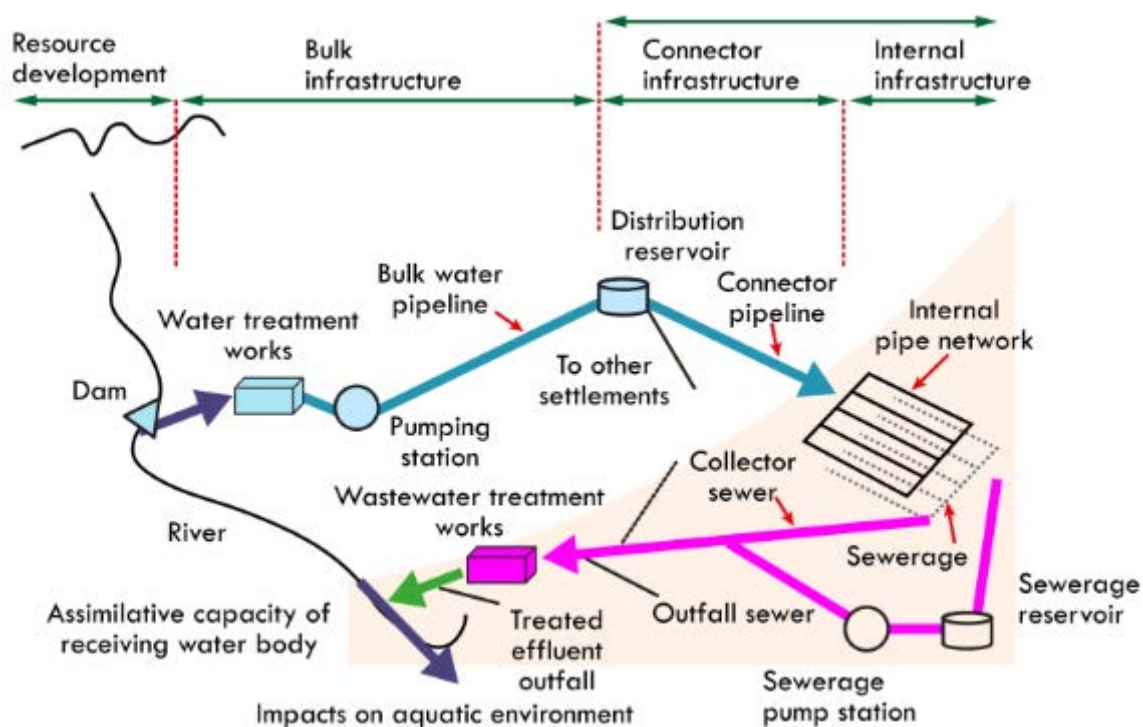 Resource
development
Bulk
infrastructure
Connector
infrastructure
Internal
infrastructure
Distribution
reservoir
Bulk water
pipeline
Connector
pipeline
Water treatment
works
Internal
pipe network
To other
settlements
Dam
Pumping
station
Collector
sewer
Wastewater treatment
works
River
Sewerage
Sewerage
reservoir
Assimilative capacity of
receiving water body
Outfall sewer
Treated
effluent
outfall
Sewerage
pump station
Impacts on aquatic environment